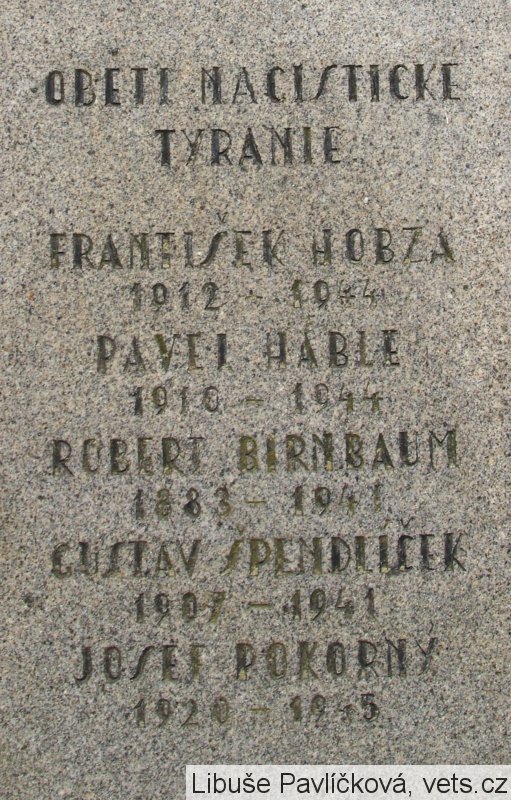 OBĚTI NACISTICKÉ
TYRANIE
FRANTIŠEK HOBZA
1912 - 1944
PAVEL HÁBLE
1910 - 1944
ROBERT BIRNBAUM
1883 - 1941
GUSTAV ŠPENDLÍČEK
1907 - 1941
JOSEF POKORNÝ
1920 - 1945
Libuše Pavlíčková, vets.cz